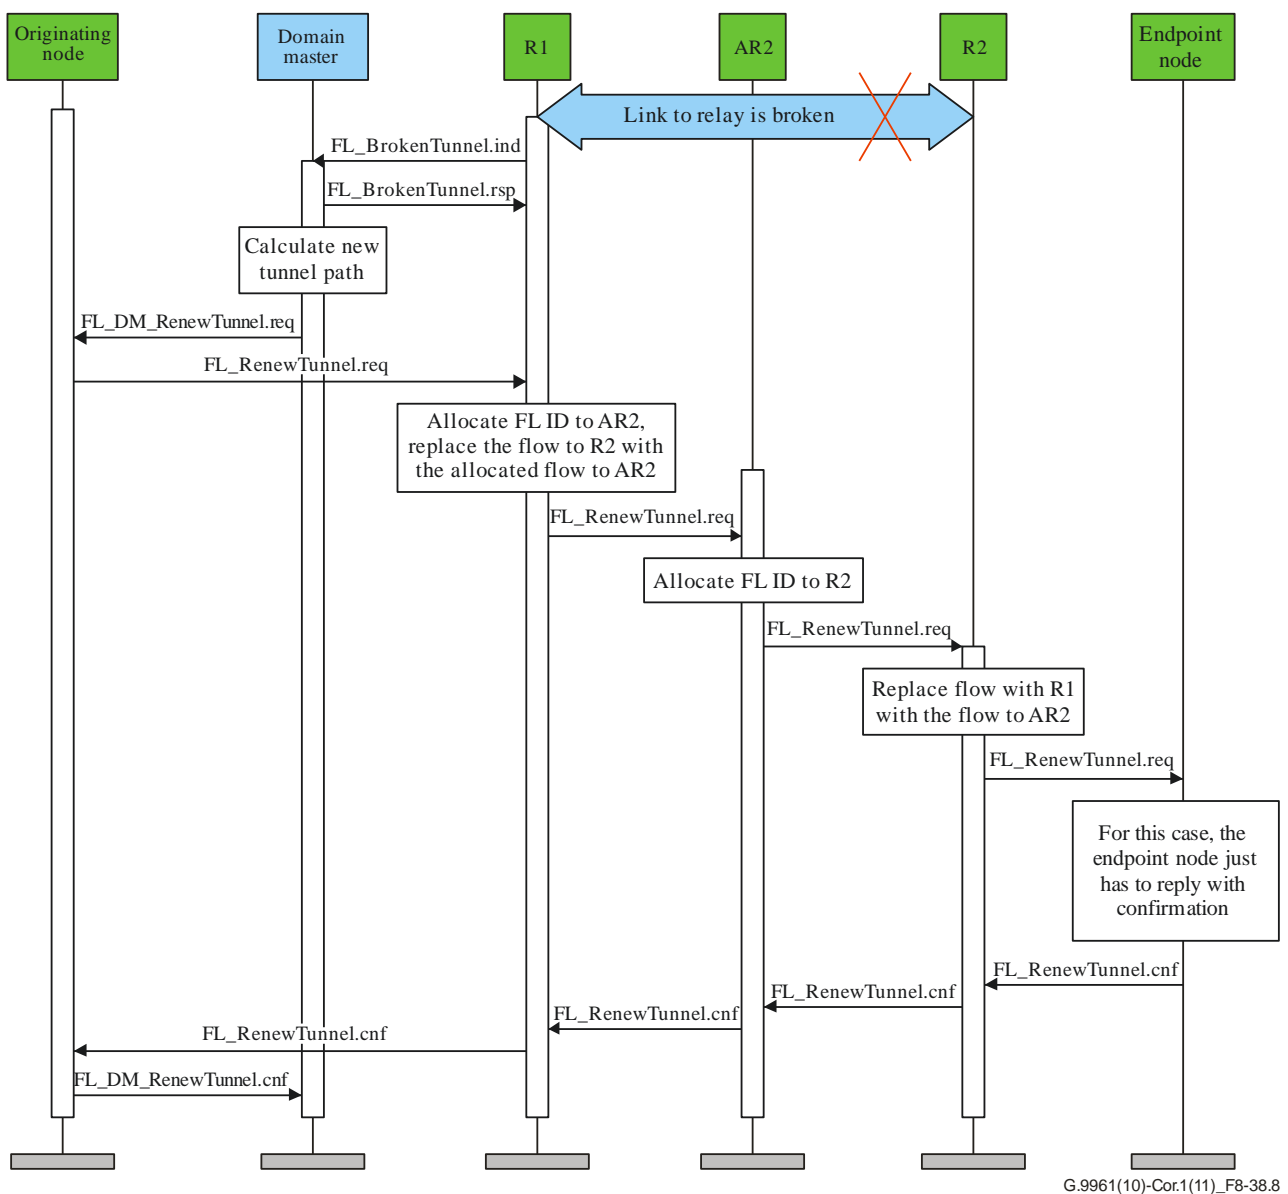 Originating
node
Domain
master
R1
AR2
R2
Endpoint
node
Link to relay is broken
FL_BrokenTunnel.ind
FL_BrokenTunnel.rsp
Calculate new
tunnel path
FL_DM_RenewTunnel.req
FL_RenewTunnel.req
Allocate FL ID to AR2,
replace the flow to R2 with
the allocated flow to AR2
FL_RenewTunnel.req
Allocate FL ID to R2
FL_RenewTunnel.req
Replace flow with R1
with the flow to AR2
FL_RenewTunnel.req
For this case, the
endpoint node just
has to reply with
confirmation
FL_RenewTunnel.cnf
FL_RenewTunnel.cnf
FL_RenewTunnel.cnf
FL_RenewTunnel.cnf
FL_DM_RenewTunnel.cnf
G.9961(10)-Cor.1(11)_F8-38.8